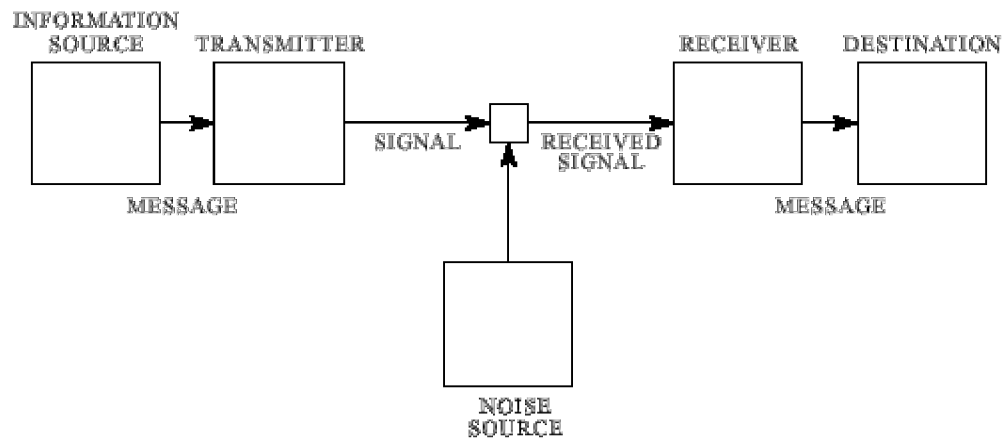 INFORMATION
SOURCE
TRANSMITTER
RECEIVER
DESTINATION
SIGNAL
RECEIVED
SIGNAL
MESSAGE
MESSAGE
NOISE
SOURCE